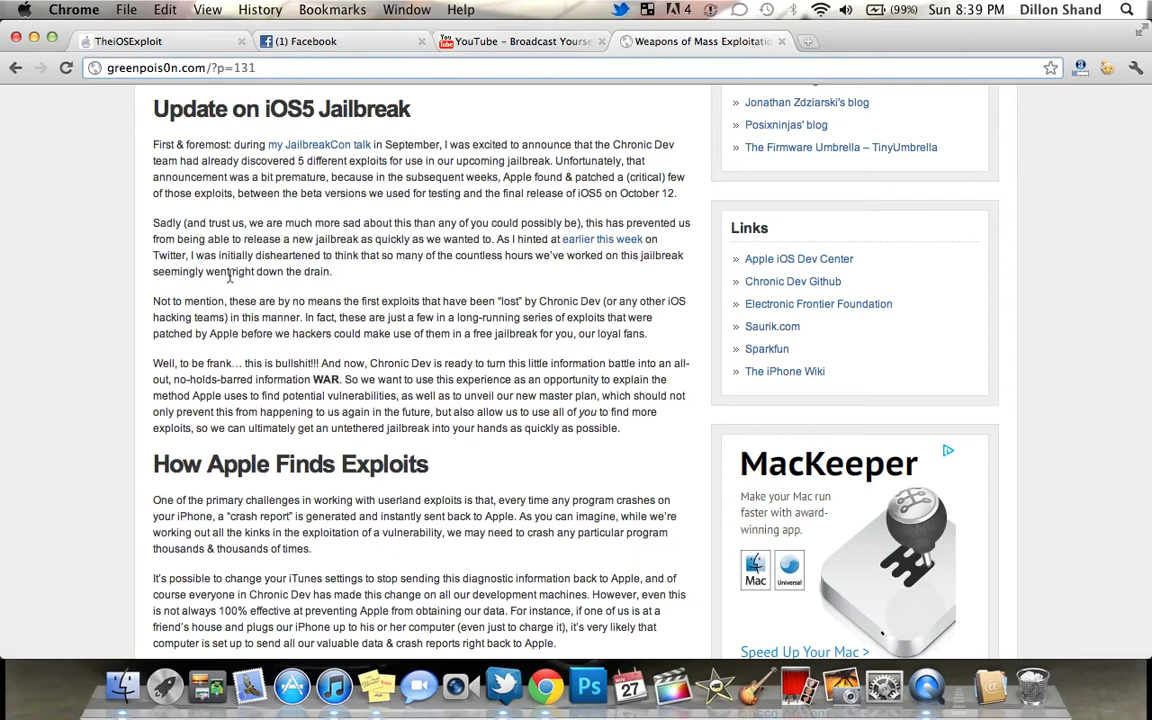 Chrome File Edit View History Bookmarks Window Help 4 (99%) Sun 8:39 PM Dillon Shand
TheiOSExploit (1) Facebook YouTube - Broadcast Yourse Weapons of Mass Exploitatio
greenpois0n.com/?p=131
Update on iOS5 Jailbreak
First & foremost: during my JailbreakCon talk in September, I was excited to announce that the Chronic Dev
team had already discovered 5 different exploits for use in our upcoming jailbreak. Unfortunately, that
announcement was a bit premature, because in the subsequent weeks, Apple found & patched a (critical) few
of those exploits, between the beta versions we used for testing and the final release of iOS5 on October 12.
Sadly (and trust us, we are much more sad about this than any of you could possibly be), this has prevented us
from being able to release a new jailbreak as quickly as we wanted to. As I hinted at earlier this week on
Twitter, I was initially disheartened to think that so many of the countless hours we've worked on this jailbreak
seemingly went right down the drain.
Not to mention, these are by no means the first exploits that have been “lost” by Chronic Dev (or any other iOS
hacking teams) in this manner. In fact, these are just a few in a long-running series of exploits that were
patched by Apple before we hackers could make use of them in a free jailbreak for you, our loyal fans.
Well, to be frank… this is bullshit!!! And now, Chronic Dev is ready to turn this little information battle into an all-
out, no-holds-barred information WAR. So we want to use this experience as an opportunity to explain the
method Apple uses to find potential vulnerabilities, as well as to unveil our new master plan, which should not
only prevent this from happening to us again in the future, but also allow us to use all of you to find more
exploits, so we can ultimately get an untethered jailbreak into your hands as quickly as possible.
How Apple Finds Exploits
One of the primary challenges in working with userland exploits is that, every time any program crashes on
your iPhone, a “crash report” is generated and instantly sent back to Apple. As you can imagine, while we're
working out all the kinks in the exploitation of a vulnerability, we may need to crash any particular program
thousands & thousands of times.
It's possible to change your iTunes settings to stop sending this diagnostic information back to Apple, and of
course everyone in Chronic Dev has made this change on all our development machines. However, even this
is not always 100% effective at preventing Apple from obtaining our data. For instance, if one of us is at a
friend's house and plugs our iPhone up to his or her computer (even just to charge it), it's very likely that
computer is set up to send all our valuable data & crash reports right back to Apple.
» Jonathan Zdziarski's blog
» Posixninjas' blog
» The Firmware Umbrella – TinyUmbrella
Links
» Apple iOS Dev Center
» Chronic Dev Github
» Electronic Frontier Foundation
» Saurik.com
» Sparkfun
» The iPhone Wiki
MacKeeper
Make your Mac run
faster with award-
winning app.
Mac Universal
Speed Up Your Mac >
NOV
27
Ps